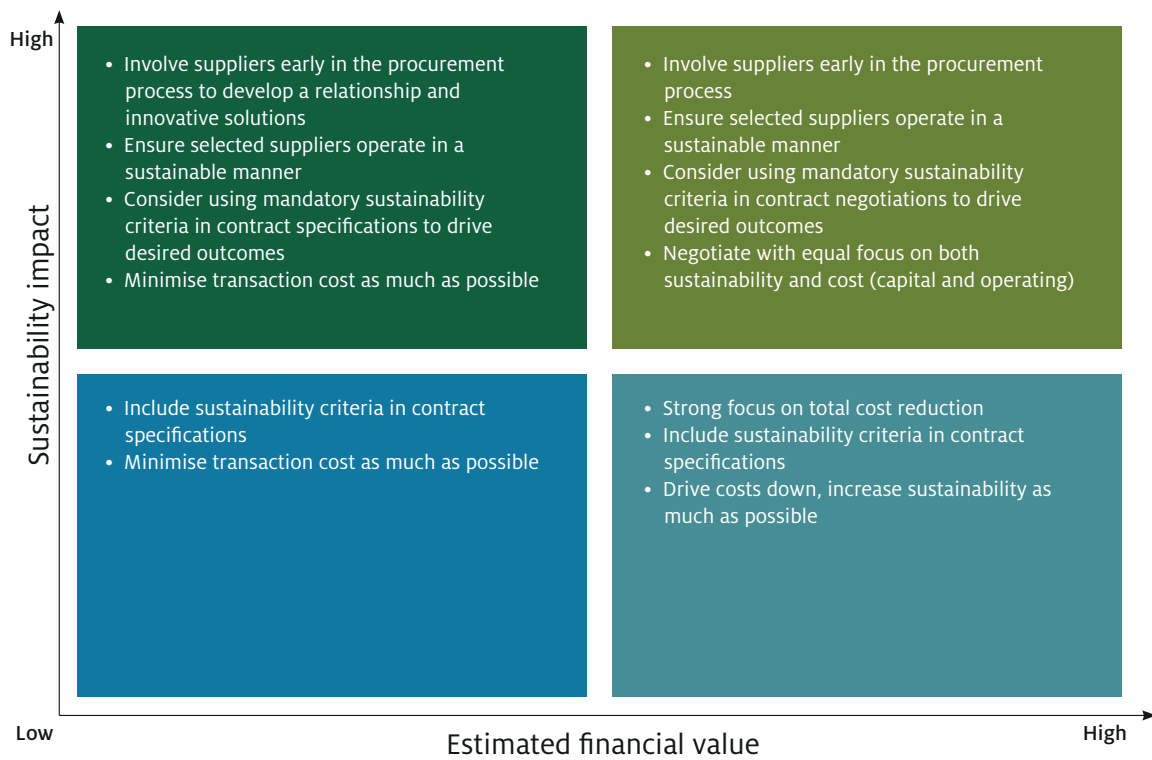 High
• Involve suppliers early in the procurement
process to develop a relationship and
innovative solutions
• Ensure selected suppliers operate in a
sustainable manner
• Consider using mandatory sustainability
criteria in contract specifications to drive
desired outcomes
• Minimise transaction cost as much as possible
• Involve suppliers early in the procurement
process
• Ensure selected suppliers operate in a
sustainable manner
• Consider using mandatory sustainability
criteria in contract negotiations to drive
desired outcomes
• Negotiate with equal focus on both
sustainability and cost (capital and operating)
Sustainability impact
• Include sustainability criteria in contract
specifications
• Minimise transaction cost as much as possible
• Strong focus on total cost reduction
• Include sustainability criteria in contract
specifications
• Drive costs down, increase sustainability as
much as possible
Low
Estimated financial value
High